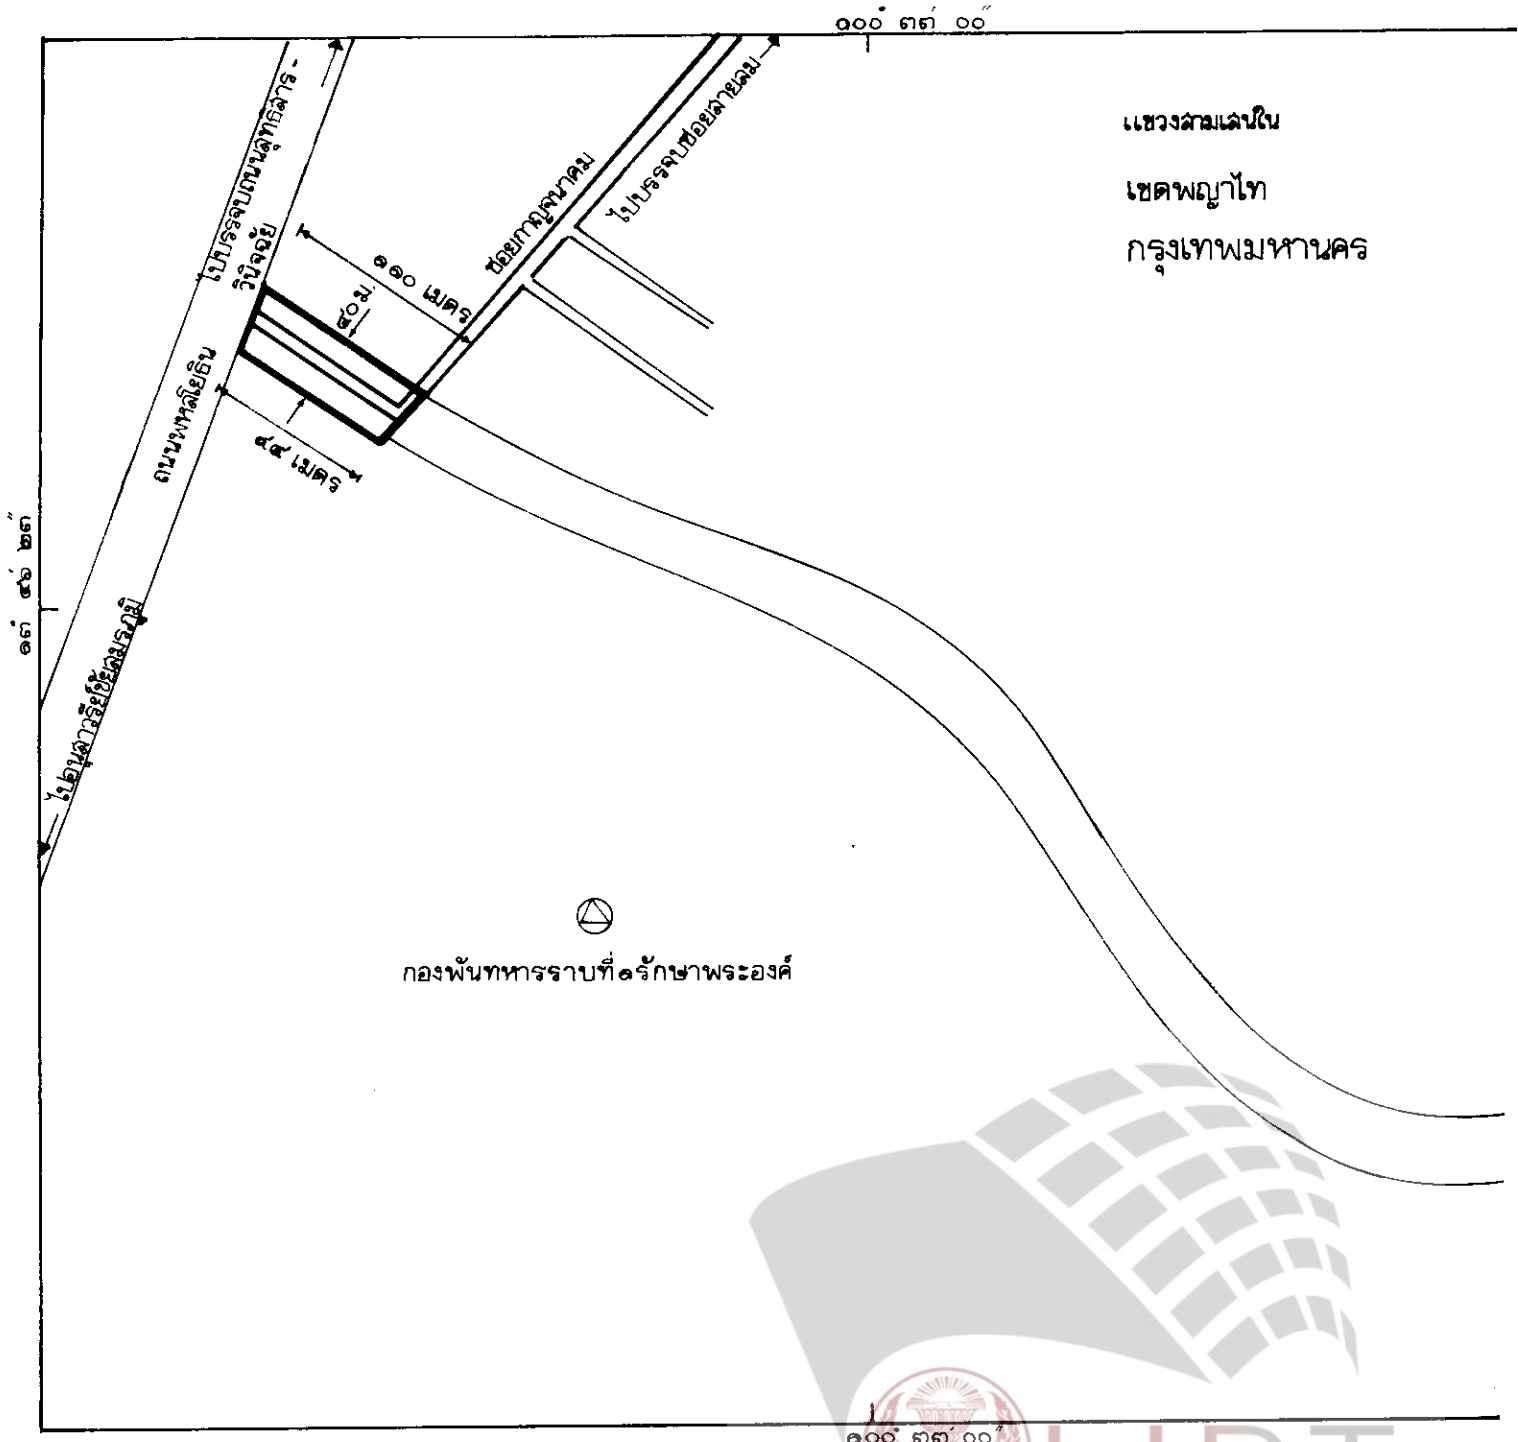 ๑๐๐° ๓๓' ๐๐"
แขวงสามเสนใน
เขตพญาไท
กรุงเทพมหานคร
ไปบรรจบถนนสุทธิสาร-
วินิจฉัย
ซอยกาญจนาคม
ไปบรรจบซอยสายลม
๑๑๐ เมตร
๔๐ ม.
ถนนพหลโยธิน
๘๘ เมตร
๑๓° ๔๖' ๒๓"
ไปอนุสาวรีย์ชัยสมรภูมิ
กองพันทหารราบที่ ๑ รักษาพระองค์
๑๐๐° ๓๓' ๐๐"